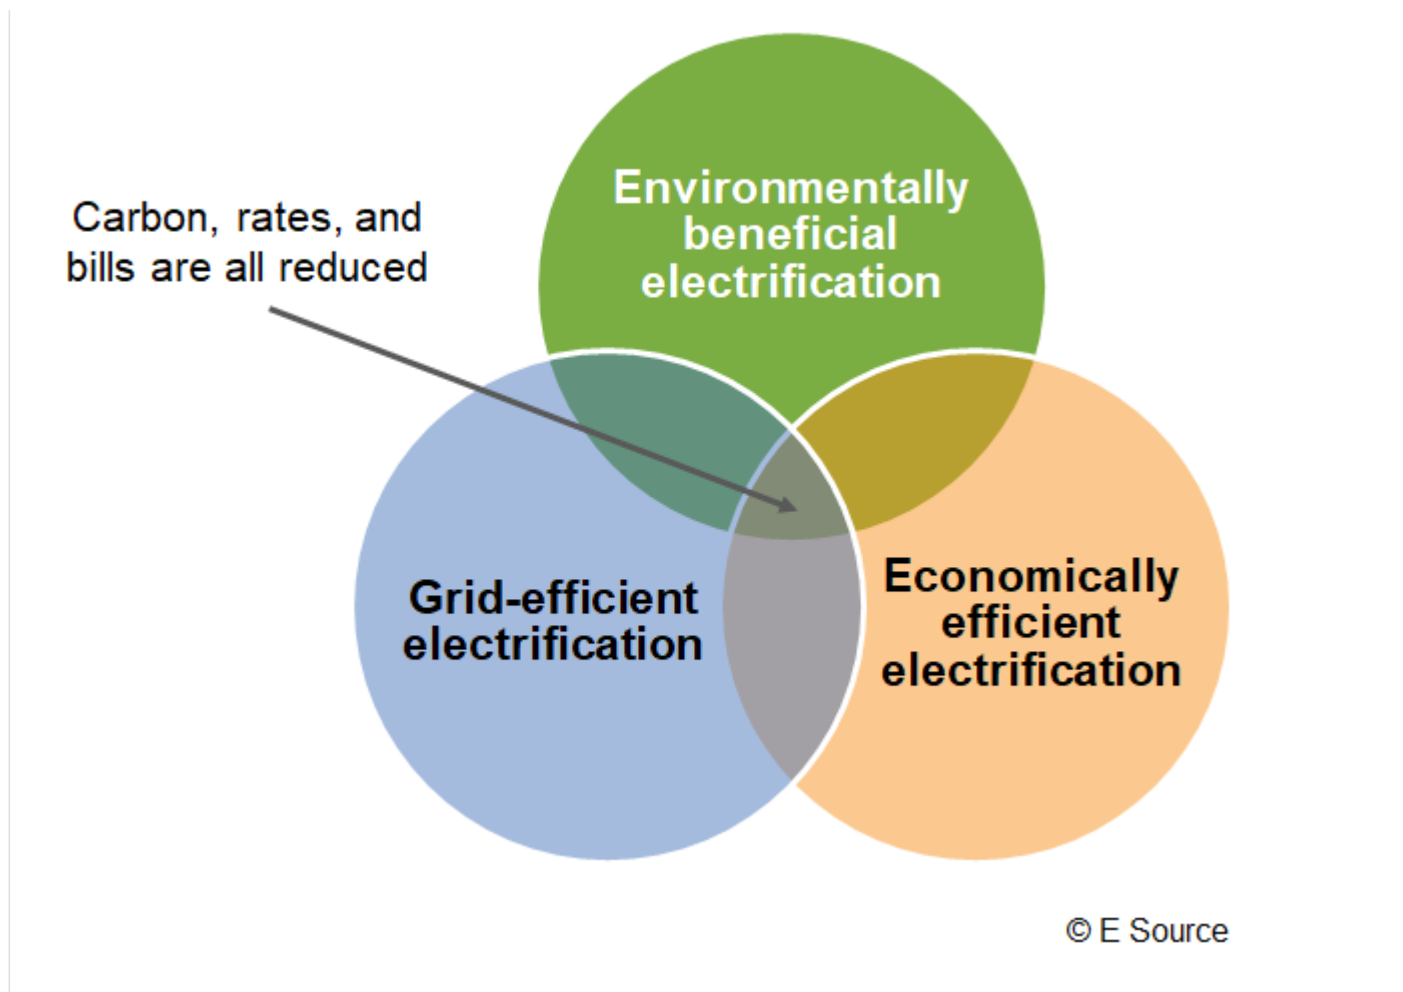 Environmentally
beneficial
electrification
Carbon, rates, and
bills are all reduced
Grid-efficient
electrification
Economically
efficient
electrification
© E Source